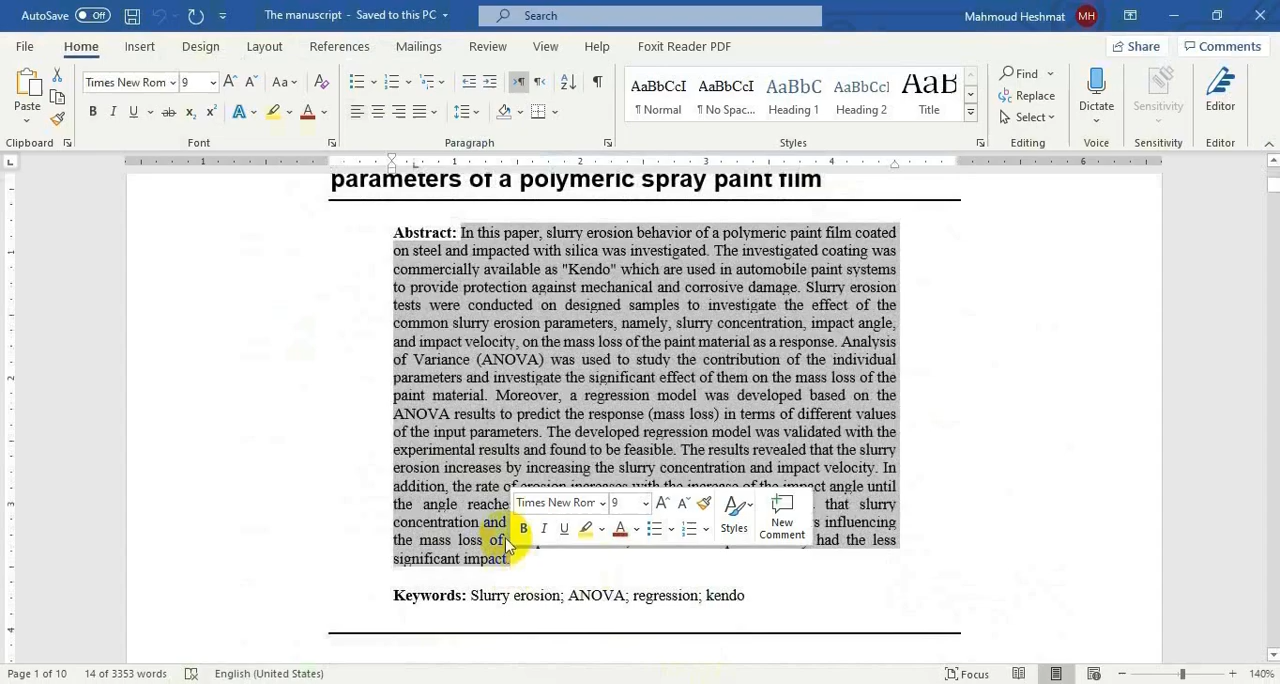 AutoSave Off The manuscript - Saved to this PC Search Mahmoud Heshmat MH
File Home Insert Design Layout References Mailings Review View Help Foxit Reader PDF Share Comments
Paste Times New Rom 9 Aa
AaBbCcI AaBbCcI AaBbC AaBbCcI AaB
¶ Normal ¶ No Spac... Heading 1 Heading 2 Title
Find
Replace
Select
Dictate Sensitivity Editor
Clipboard Font Paragraph Styles Editing Voice Sensitivity Editor
parameters of a polymeric spray paint film
Abstract: In this paper, slurry erosion behavior of a polymeric paint film coated
on steel and impacted with silica was investigated. The investigated coating was
commercially available as "Kendo" which are used in automobile paint systems
to provide protection against mechanical and corrosive damage. Slurry erosion
tests were conducted on designed samples to investigate the effect of the
common slurry erosion parameters, namely, slurry concentration, impact angle,
and impact velocity, on the mass loss of the paint material as a response. Analysis
of Variance (ANOVA) was used to study the contribution of the individual
parameters and investigate the significant effect of them on the mass loss of the
paint material. Moreover, a regression model was developed based on the
ANOVA results to predict the response (mass loss) in terms of different values
of the input parameters. The developed regression model was validated with the
experimental results and found to be feasible. The results revealed that the slurry
erosion increases by increasing the slurry concentration and impact velocity. In
addition, the rate of erosion increases with the increase of the impact angle until
the angle reache that slurry
concentration and influencing
the mass loss of had the less
significant impact.
Times New Rom 9
Styles New Comment
Keywords: Slurry erosion; ANOVA; regression; kendo
Page 1 of 10 14 of 3353 words English (United States) Focus 140%